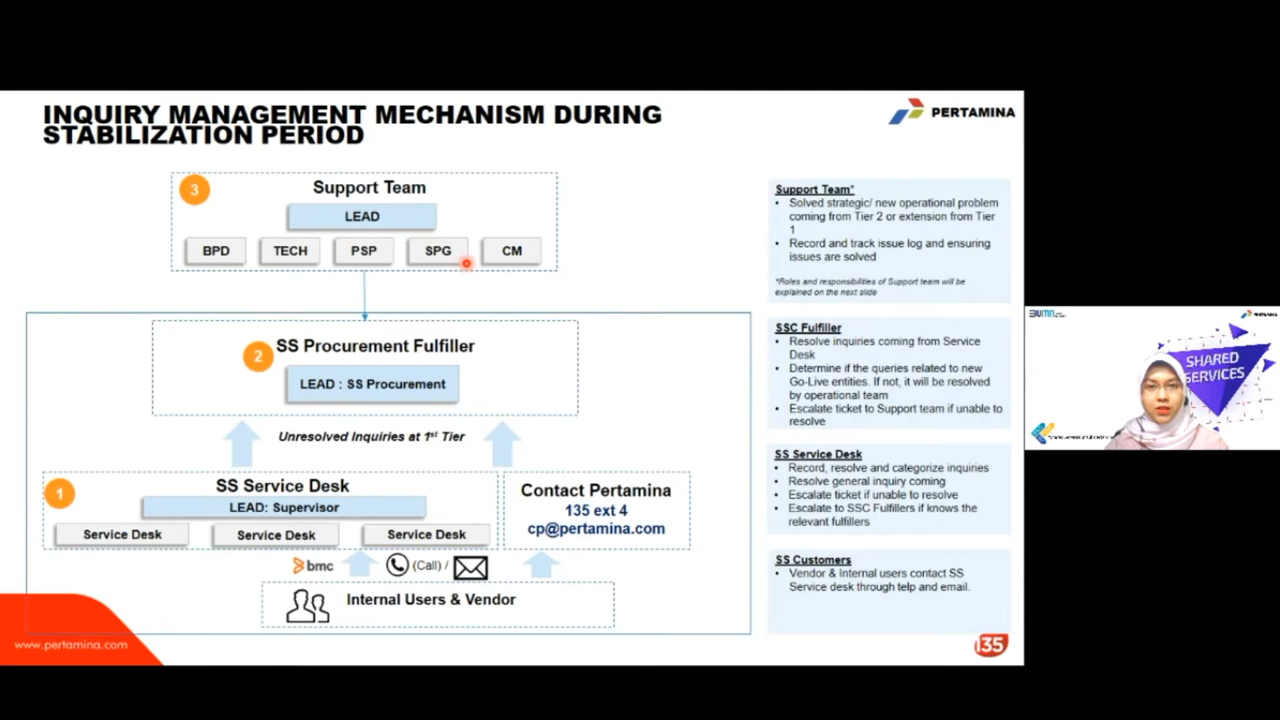 INQUIRY MANAGEMENT MECHANISM DURING
STABILIZATION PERIOD
PERTAMINA
3
Support Team
LEAD
BPD
TECH
PSP
SPG
CM
2
SS Procurement Fulfiller
LEAD : SS Procurement
Unresolved Inquiries at 1st Tier
1
SS Service Desk
LEAD: Supervisor
Service Desk
Service Desk
Service Desk
Contact Pertamina
135 ext 4
cp@pertamina.com
bmc
(Call) /
Internal Users & Vendor
www.pertamina.com
Support Team*
• Solved strategic/ new operational problem
coming from Tier 2 or extension from Tier
1
• Record and track issue log and ensuring
issues are solved
*Roles and responsibilities of Support team will be
explained on the next slide
SSC Fulfiller
• Resolve inquiries coming from Service
Desk
• Determine if the queries related to new
Go-Live entities. If not, it will be resolved
by operational team
• Escalate ticket to Support team if unable to
resolve
SS Service Desk
• Record, resolve and categorize inquiries
• Resolve general inquiry coming
• Escalate ticket if unable to resolve
• Escalate to SSC Fulfillers if knows the
relevant fulfillers
SS Customers
• Vendor & Internal users contact SS
Service desk through telp and email.
135
BUMN
PERTAMINA
SHARED
SERVICES